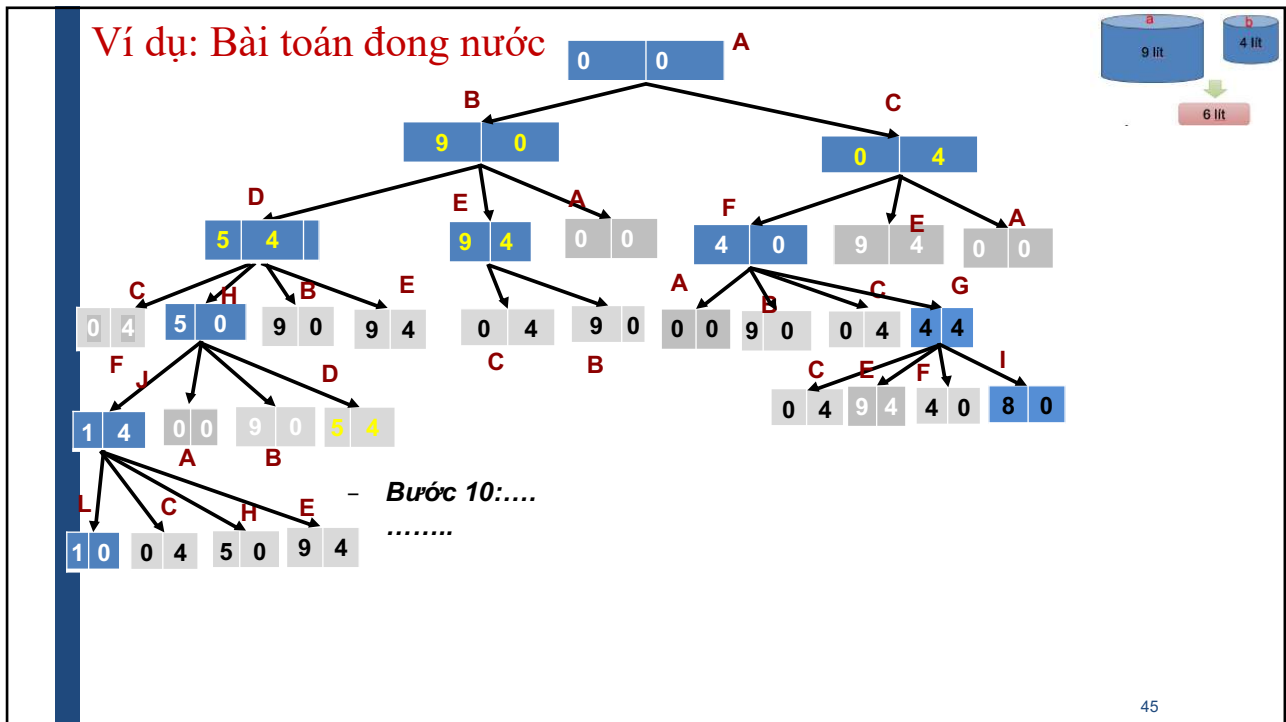 Ví dụ: Bài toán đong nước
A
0 0
a
9 lít
b
4 lít
6 lít
B
C
9 0
0 4
D
E
A
F
E
A
5 4
9 4
0 0
4 0
9 4
0 0
C
H
B
E
A
B
C
G
0 4
5 0
9 0
9 4
0 4
9 0
0 0
9 0
0 4
4 4
F
J
D
C
B
C
E
F
I
1 4
0 0
9 0
5 4
0 4
9 4
4 0
8 0
A
B
L
C
H
E
– Bước 10:....
........
1 0
0 4
5 0
9 4
45